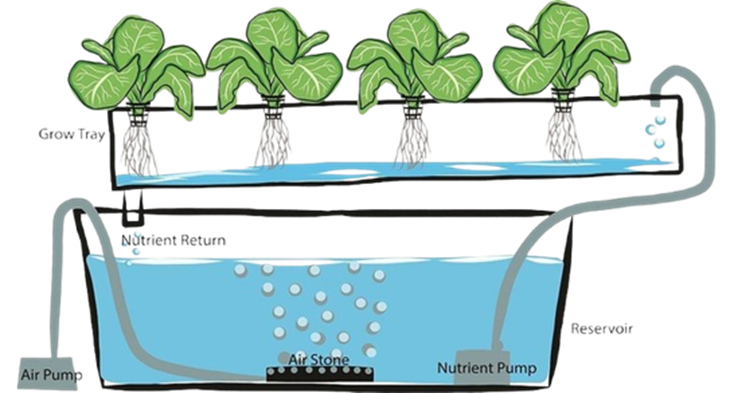 Grow Tray
Nutrient Return
Reservoir
Air Stone
Nutrient Pump
Air Pump